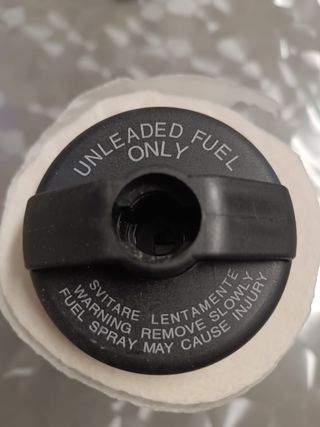 UNLEADED FUEL
ONLY
SVITARE LENTAMENTE
WARNING REMOVE SLOWLY
FUEL SPRAY MAY CAUSE INJURY